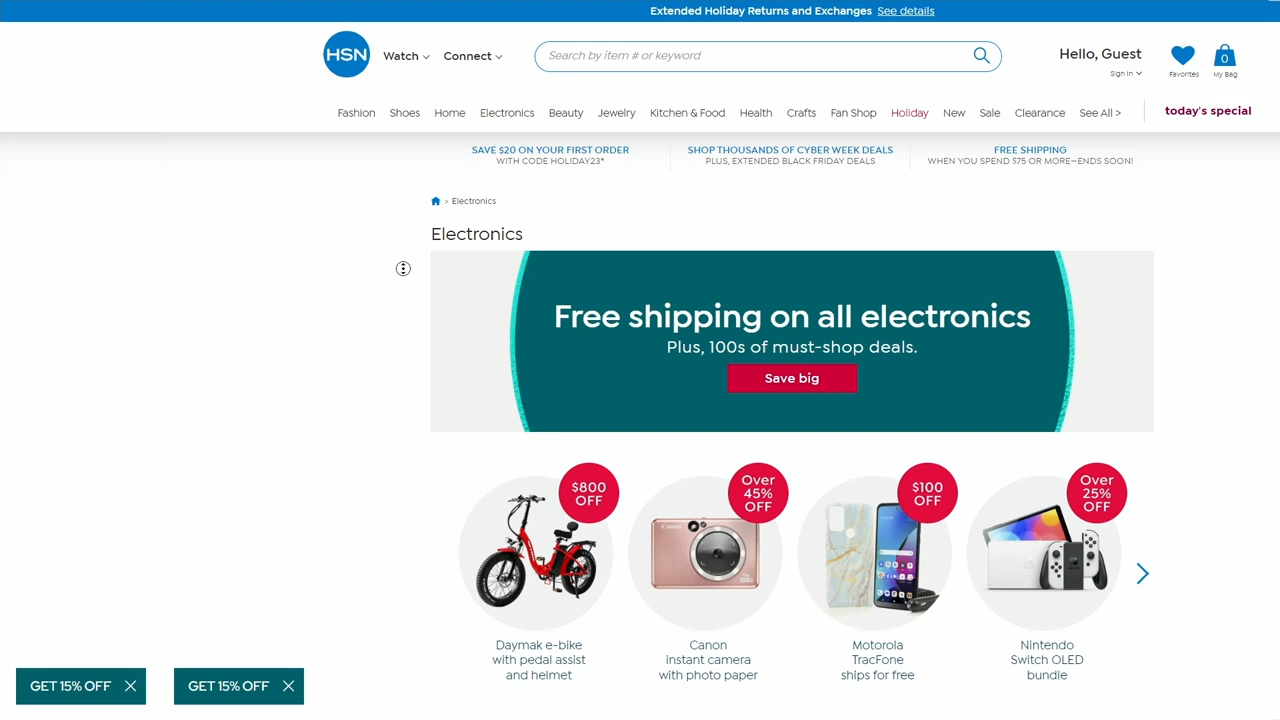 Extended Holiday Returns and Exchanges See details
HSN
Watch
Connect
Search by item # or keyword
Hello, Guest
Sign in
Favorites
0
My Bag
Fashion Shoes Home Electronics Beauty Jewelry Kitchen & Food Health Crafts Fan Shop Holiday New Sale Clearance See All >
today's special
SAVE $20 ON YOUR FIRST ORDER
WITH CODE HOLIDAY23*
SHOP THOUSANDS OF CYBER WEEK DEALS
PLUS, EXTENDED BLACK FRIDAY DEALS
FREE SHIPPING
WHEN YOU SPEND $75 OR MORE—ENDS SOON!
> Electronics
Electronics
Free shipping on all electronics
Plus, 100s of must-shop deals.
Save big
$800
OFF
Over
45%
OFF
$100
OFF
Over
25%
OFF
Canon
Daymak e-bike
with pedal assist
and helmet
Canon
instant camera
with photo paper
Motorola
TracFone
ships for free
Nintendo
Switch OLED
bundle
GET 15% OFF
GET 15% OFF